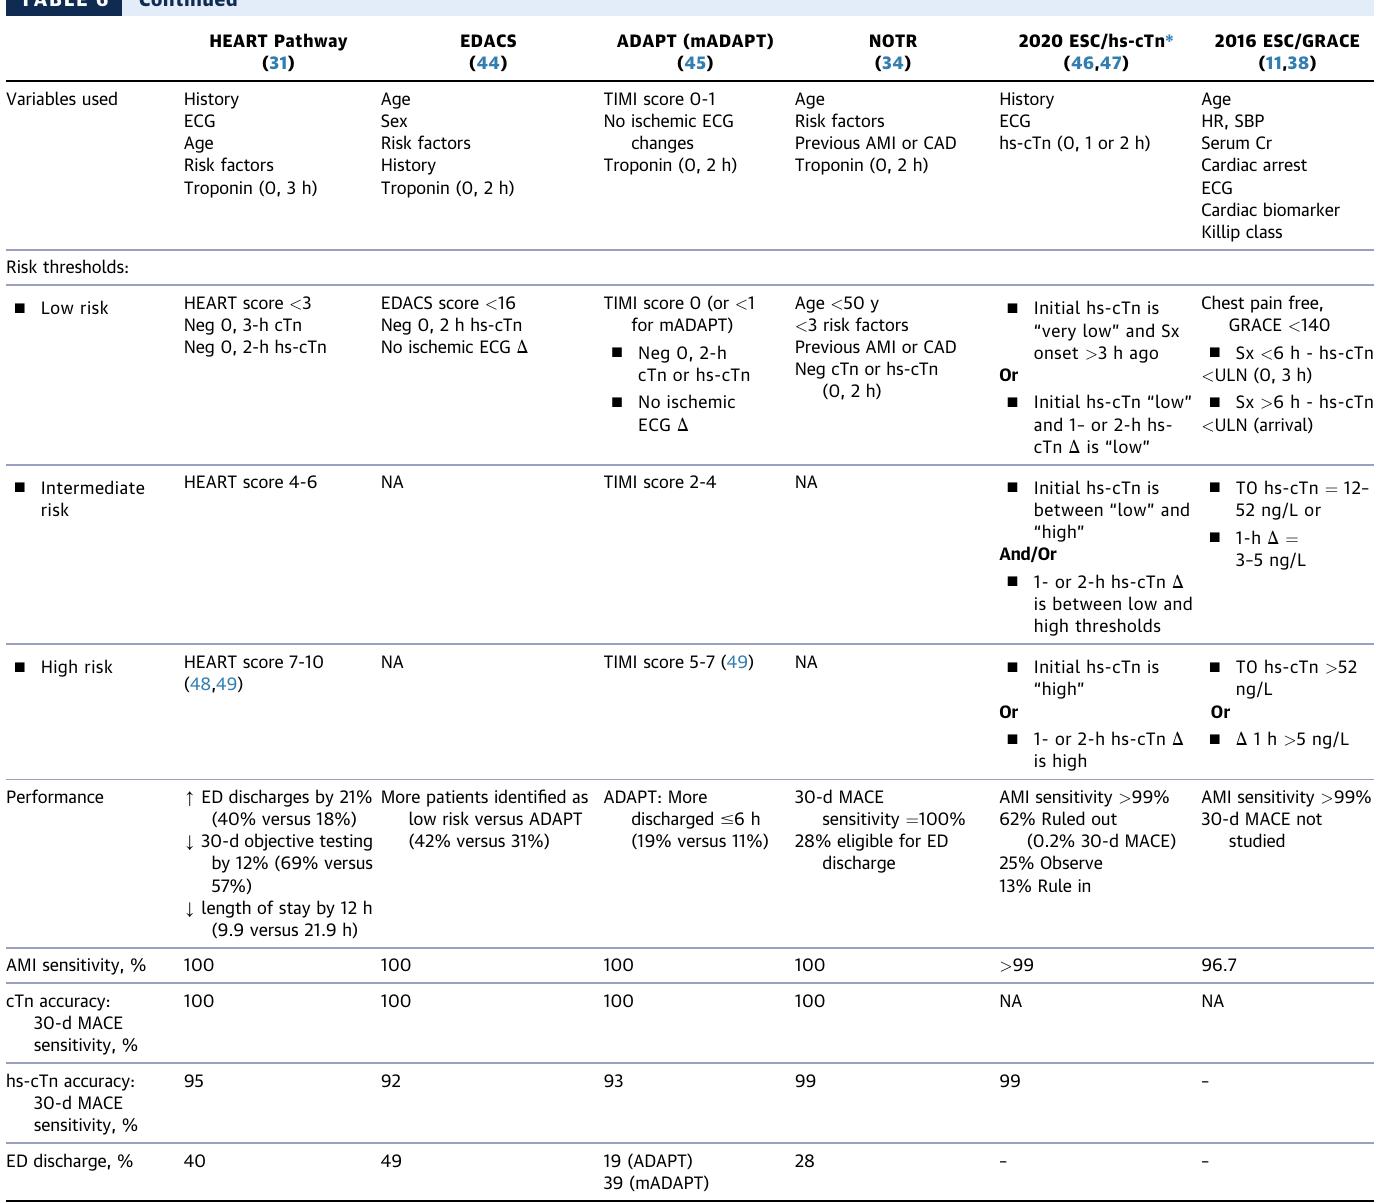 TABLE 6 Continued
HEART Pathway (31) EDACS (44) ADAPT (mADAPT) (45) NOTR (34) 2020 ESC/hs-cTn* (46,47) 2016 ESC/GRACE (11,38)
Variables used
History
ECG
Age
Risk factors
Troponin (0, 3 h)
Age
Sex
Risk factors
History
Troponin (0, 2 h)
TIMI score 0-1
No ischemic ECG
changes
Troponin (0, 2 h)
Age
Risk factors
Previous AMI or CAD
Troponin (0, 2 h)
History
ECG
hs-cTn (0, 1 or 2 h)
Age
HR, SBP
Serum Cr
Cardiac arrest
ECG
Cardiac biomarker
Killip class
Risk thresholds:
■ Low risk
HEART score <3
Neg 0, 3-h cTn
Neg 0, 2-h hs-cTn
EDACS score <16
Neg 0, 2 h hs-cTn
No ischemic ECG Δ
TIMI score 0 (or <1
for mADAPT)
■ Neg 0, 2-h
cTn or hs-cTn
■ No ischemic
ECG Δ
Age <50 y
<3 risk factors
Previous AMI or CAD
Neg cTn or hs-cTn
(0, 2 h)
■ Initial hs-cTn is
“very low” and Sx
onset >3 h ago
Or
■ Initial hs-cTn “low”
and 1- or 2-h hs-
cTn Δ is “low”
Chest pain free,
GRACE <140
■ Sx <6 h - hs-cTn
<ULN (0, 3 h)
■ Sx >6 h - hs-cTn
<ULN (arrival)
■ Intermediate
risk
HEART score 4-6
NA
TIMI score 2-4
NA
■ Initial hs-cTn is
between “low” and
“high”
And/Or
■ 1- or 2-h hs-cTn Δ
is between low and
high thresholds
■ T0 hs-cTn = 12–
52 ng/L or
■ 1-h Δ =
3–5 ng/L
■ High risk
HEART score 7-10
(48,49)
NA
TIMI score 5-7 (49)
NA
■ Initial hs-cTn is
“high”
Or
■ 1- or 2-h hs-cTn Δ
is high
■ T0 hs-cTn >52
ng/L
Or
■ Δ 1 h >5 ng/L
Performance
↑ ED discharges by 21%
(40% versus 18%)
↓ 30-d objective testing
by 12% (69% versus
57%)
↓ length of stay by 12 h
(9.9 versus 21.9 h)
More patients identified as
low risk versus ADAPT
(42% versus 31%)
ADAPT: More
discharged ≤6 h
(19% versus 11%)
30-d MACE
sensitivity =100%
28% eligible for ED
discharge
AMI sensitivity >99%
62% Ruled out
(0.2% 30-d MACE)
25% Observe
13% Rule in
AMI sensitivity >99%
30-d MACE not
studied
AMI sensitivity, % 100 100 100 100 >99 96.7
cTn accuracy:
30-d MACE
sensitivity, %
100 100 100 100 NA NA
hs-cTn accuracy:
30-d MACE
sensitivity, %
95 92 93 99 99 –
ED discharge, %
40
49
19 (ADAPT)
39 (mADAPT)
28
–
–